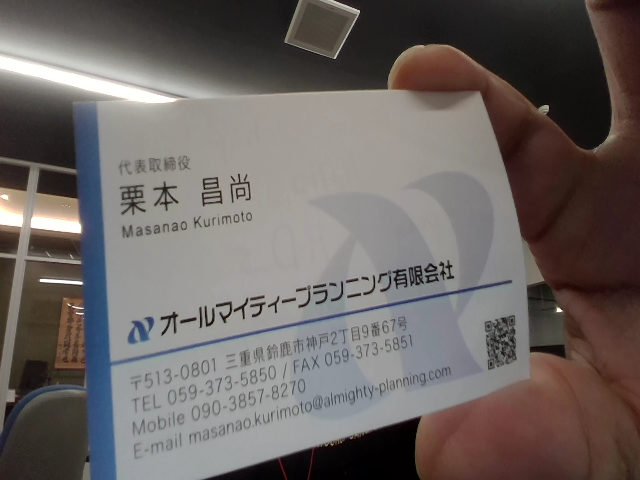 代表取締役
栗本 昌尚
Masanao Kurimoto
オールマイティープランニング有限会社
〒513-0801 三重県鈴鹿市神戸2丁目9番67号
TEL 059-373-5850 / FAX 059-373-5851
Mobile 090-3857-8270
E-mail masanao.kurimoto@almighty-planning.com